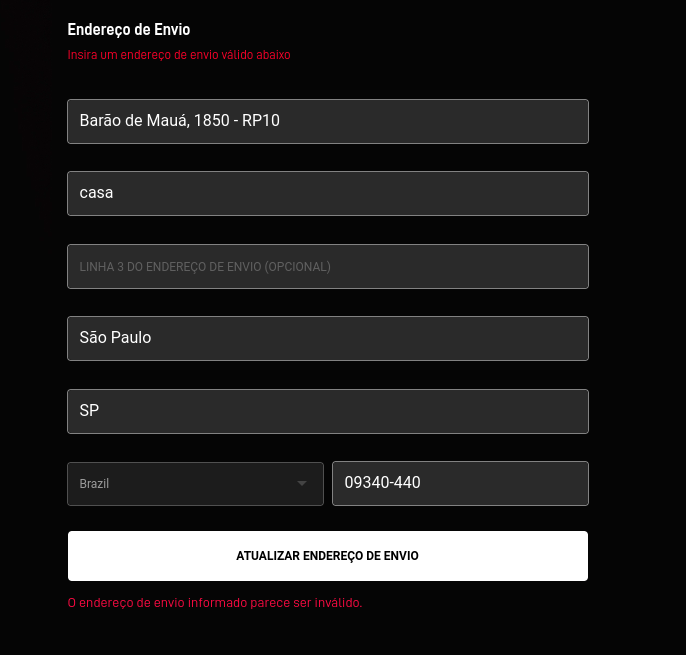 Endereço de Envio
Insira um endereço de envio válido abaixo
Barão de Mauá, 1850 - RP10
casa
LINHA 3 DO ENDEREÇO DE ENVIO (OPCIONAL)
São Paulo
SP
Brazil 09340-440
ATUALIZAR ENDEREÇO DE ENVIO
O endereço de envio informado parece ser inválido.